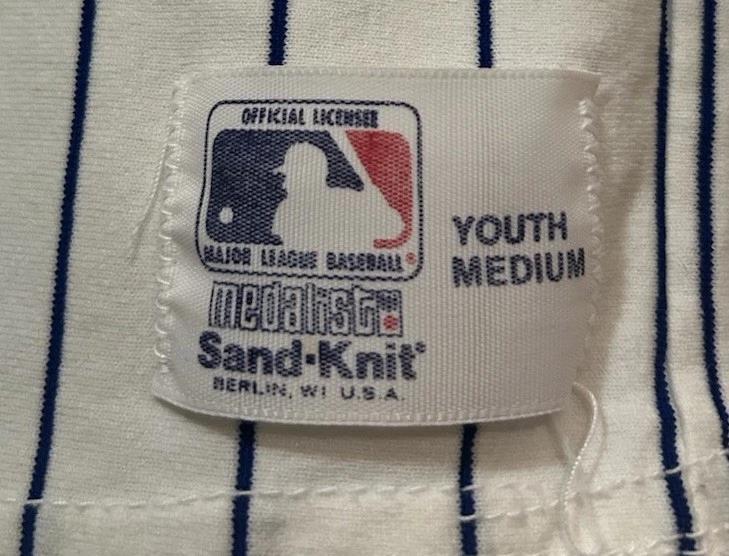 OFFICIAL LICENSEE
MAJOR LEAGUE BASEBALL®
medalist
Sand-Knit®
BERLIN, WI U.S.A.
YOUTH
MEDIUM